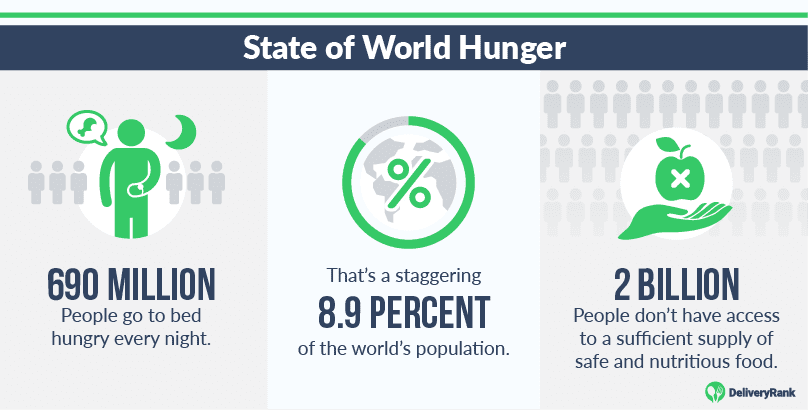 State of World Hunger
690 MILLION
People go to bed
hungry every night.
That's a staggering
8.9 PERCENT
of the world's population.
2 BILLION
People don't have access
to a sufficient supply of
safe and nutritious food.
%
DeliveryRank